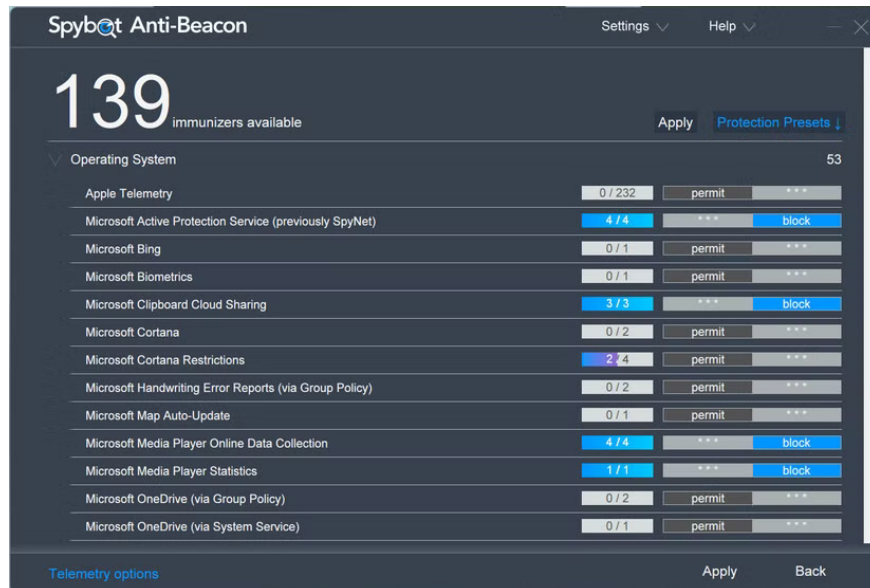 Spybot Anti-Beacon Settings Help
139 immunizers available Apply Protection Presets ↓
Operating System 53
Apple Telemetry 0 / 232 permit * * *
Microsoft Active Protection Service (previously SpyNet) 4 / 4 * * * block
Microsoft Bing 0 / 1 permit * * *
Microsoft Biometrics 0 / 1 permit * * *
Microsoft Clipboard Cloud Sharing 3 / 3 * * * block
Microsoft Cortana 0 / 2 permit * * *
Microsoft Cortana Restrictions 2 / 4 permit * * *
Microsoft Handwriting Error Reports (via Group Policy) 0 / 2 permit * * *
Microsoft Map Auto-Update 0 / 1 permit * * *
Microsoft Media Player Online Data Collection 4 / 4 * * * block
Microsoft Media Player Statistics 1 / 1 * * * block
Microsoft OneDrive (via Group Policy) 0 / 2 permit * * *
Microsoft OneDrive (via System Service) 0 / 1 permit * * *
Telemetry options Apply Back